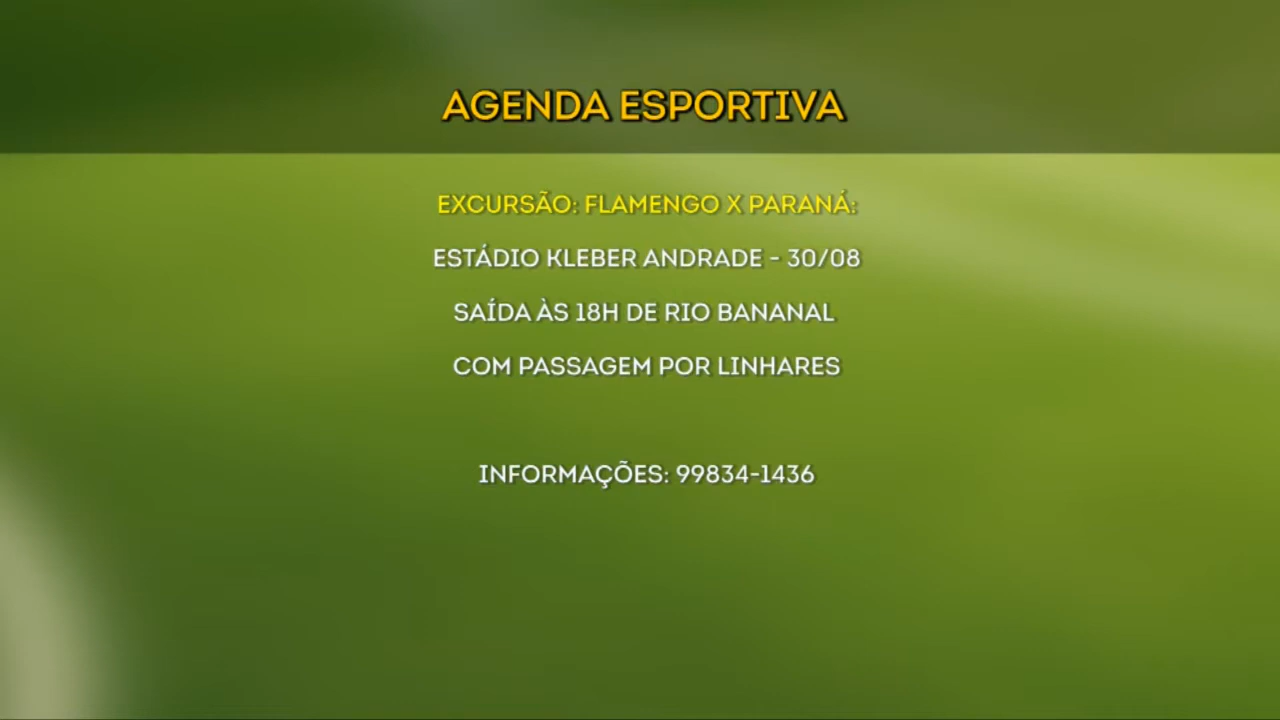 AGENDA ESPORTIVA
EXCURSÃO: FLAMENGO X PARANÁ:
ESTÁDIO KLEBER ANDRADE - 30/08
SAÍDA ÀS 18H DE RIO BANANAL
COM PASSAGEM POR LINHARES
INFORMAÇÕES: 99834-1436